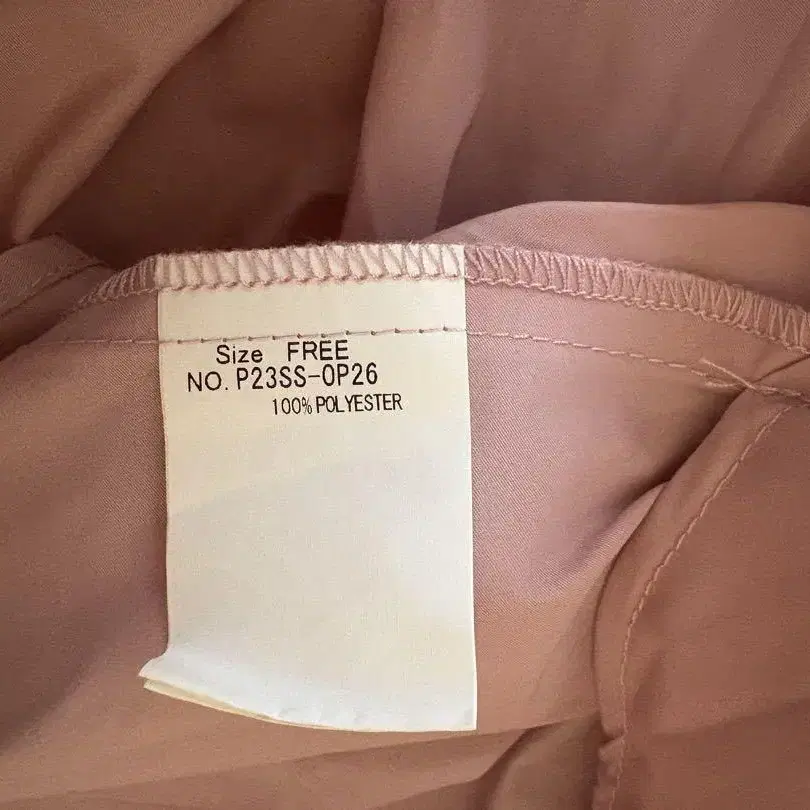 Size FREE
NO. P23SS-OP26
100% POLYESTER